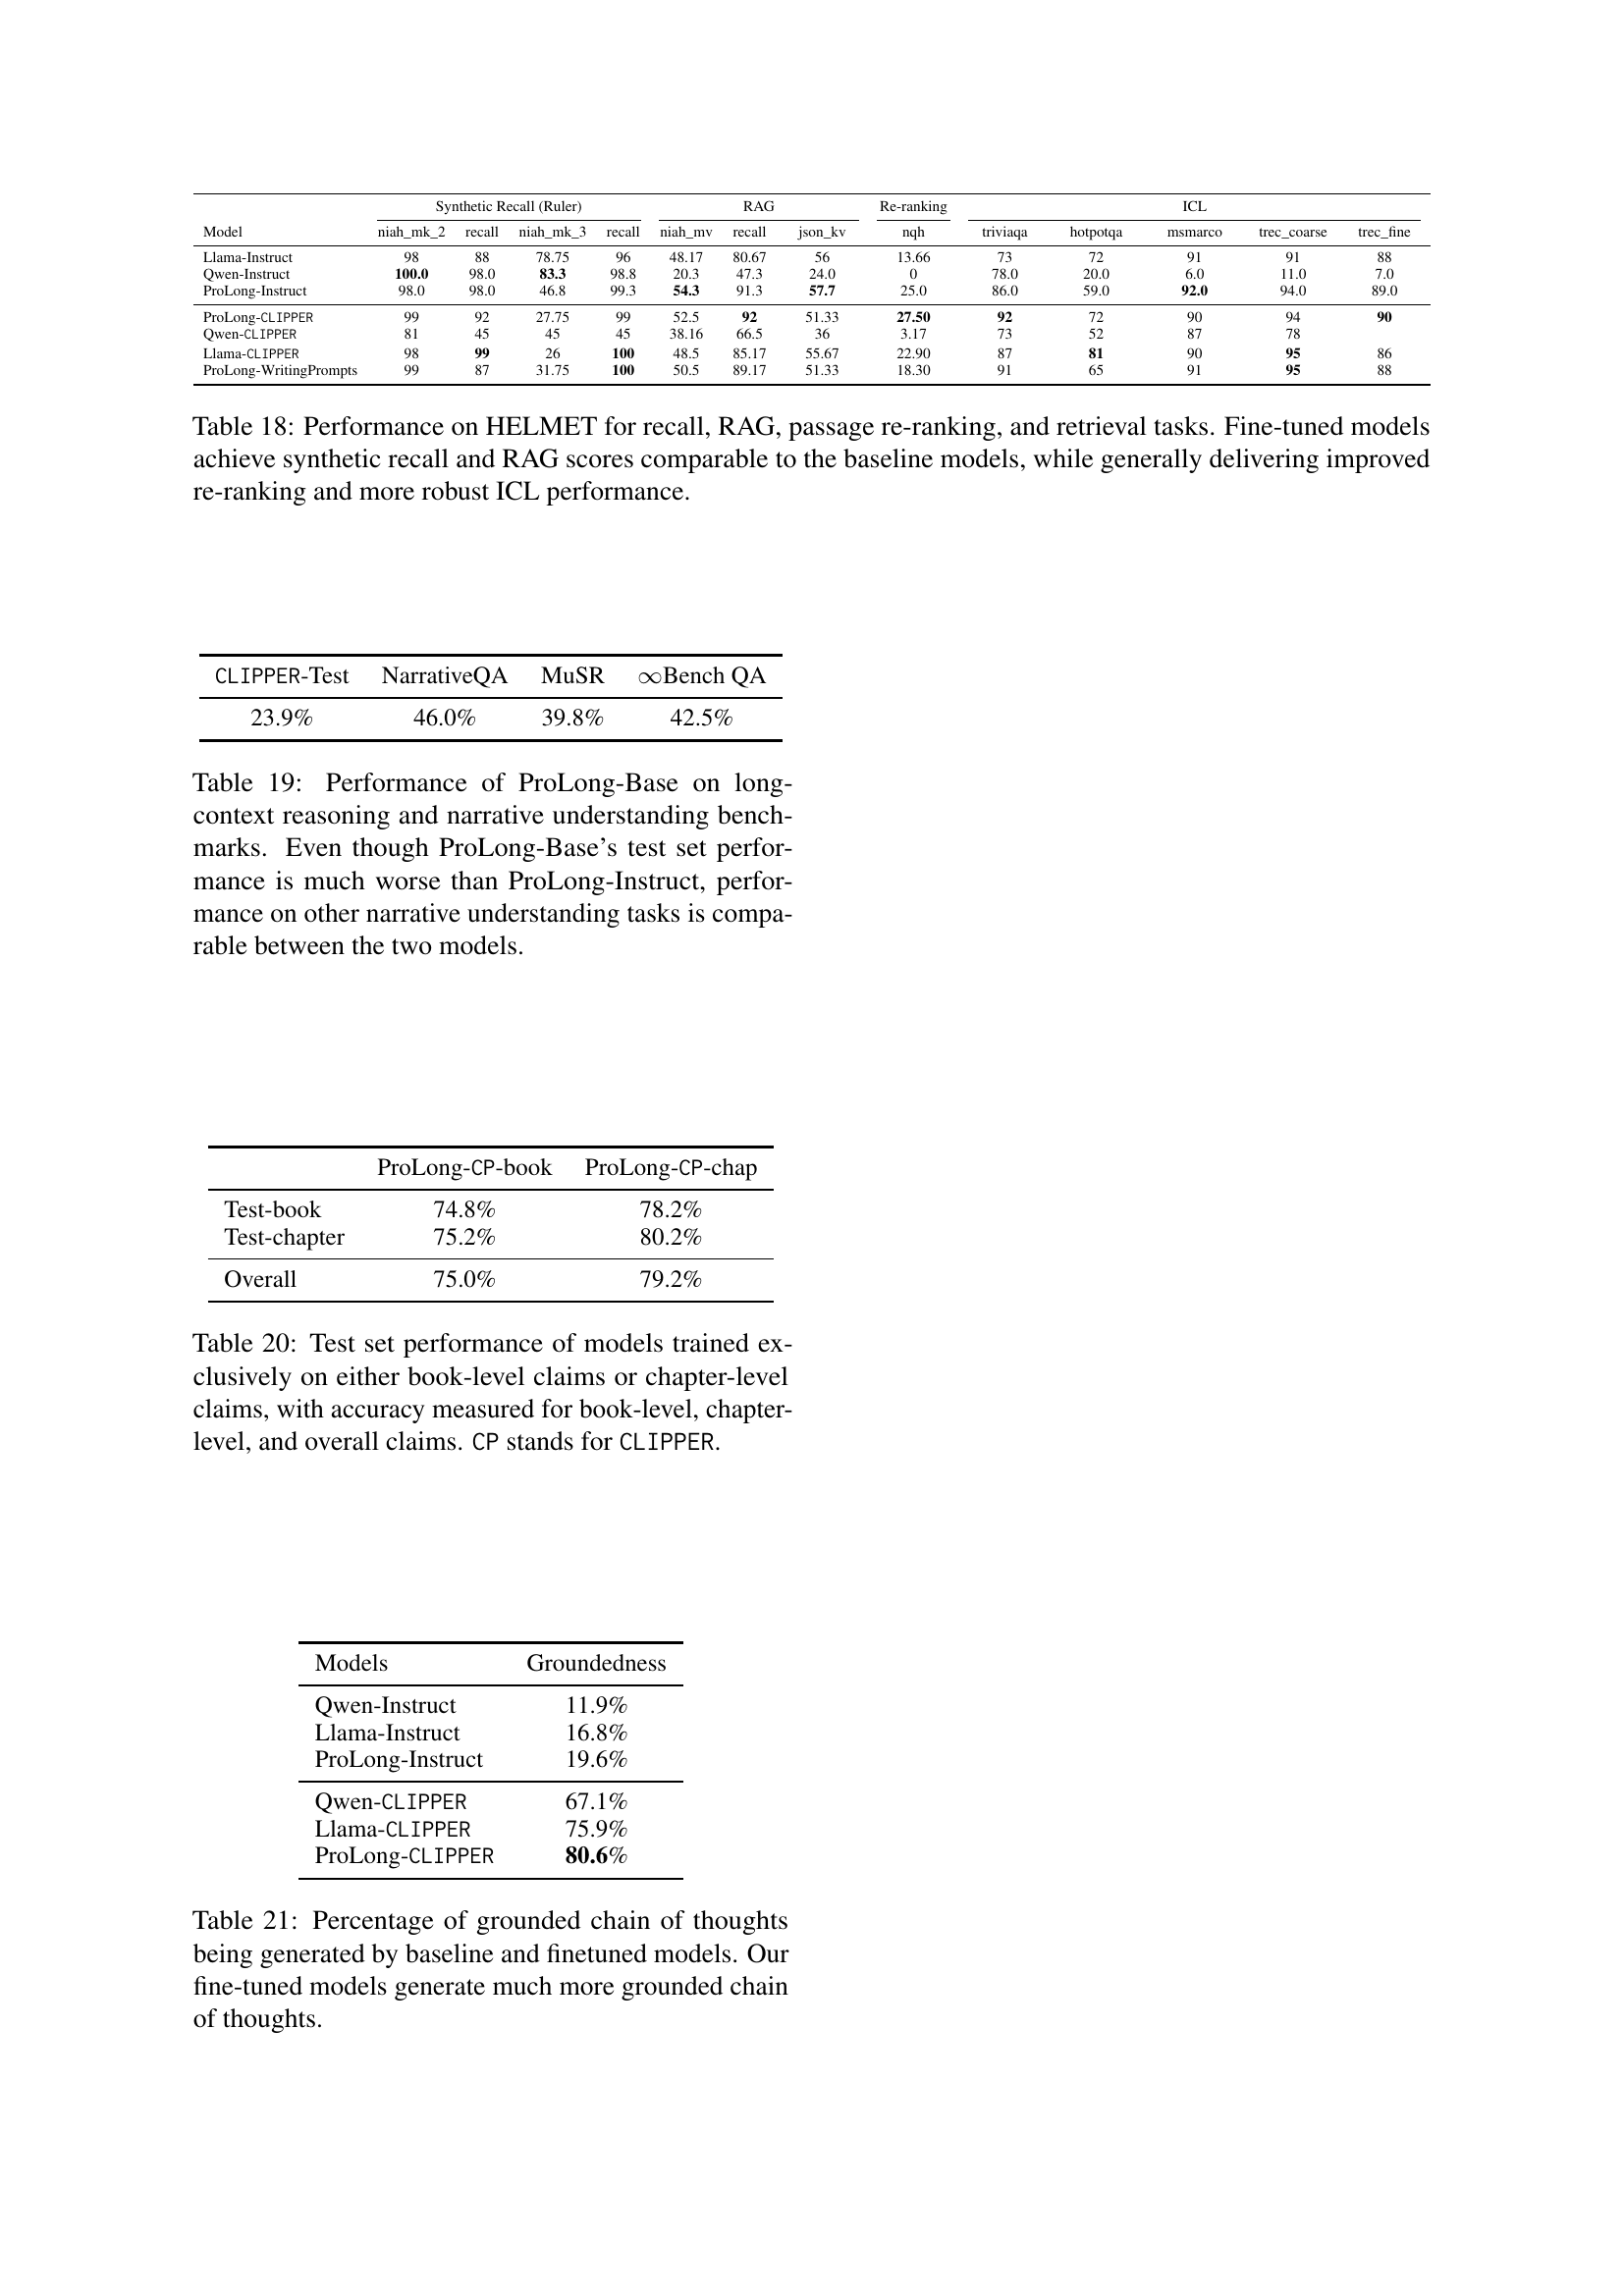 Synthetic Recall (Ruler) RAG Re-ranking ICL
Model niah_mk_2 recall niah_mk_3 recall niah_mv recall json_kv nqh triviaqa hotpotqa msmarco trec_coarse trec_fine
Llama-Instruct 98 88 78.75 96 48.17 80.67 56 13.66 73 72 91 91 88
Qwen-Instruct 100.0 98.0 83.3 98.8 20.3 47.3 24.0 0 78.0 20.0 6.0 11.0 7.0
ProLong-Instruct 98.0 98.0 46.8 99.3 54.3 91.3 57.7 25.0 86.0 59.0 92.0 94.0 89.0
ProLong-CLIPPER 99 92 27.75 99 52.5 92 51.33 27.50 92 72 90 94 90
Qwen-CLIPPER 81 45 45 45 38.16 66.5 36 3.17 73 52 87 78
Llama-CLIPPER 98 99 26 100 48.5 85.17 55.67 22.90 87 81 90 95 86
ProLong-WritingPrompts 99 87 31.75 100 50.5 89.17 51.33 18.30 91 65 91 95 88
Table 18: Performance on HELMET for recall, RAG, passage re-ranking, and retrieval tasks. Fine-tuned models
achieve synthetic recall and RAG scores comparable to the baseline models, while generally delivering improved
re-ranking and more robust ICL performance.
CLIPPER-Test NarrativeQA MuSR ∞Bench QA
23.9% 46.0% 39.8% 42.5%
Table 19: Performance of ProLong-Base on long-
context reasoning and narrative understanding bench-
marks. Even though ProLong-Base's test set perfor-
mance is much worse than ProLong-Instruct, perfor-
mance on other narrative understanding tasks is compa-
rable between the two models.
ProLong-CP-book ProLong-CP-chap
Test-book 74.8% 78.2%
Test-chapter 75.2% 80.2%
Overall 75.0% 79.2%
Table 20: Test set performance of models trained ex-
clusively on either book-level claims or chapter-level
claims, with accuracy measured for book-level, chapter-
level, and overall claims. CP stands for CLIPPER.
Models Groundedness
Qwen-Instruct 11.9%
Llama-Instruct 16.8%
ProLong-Instruct 19.6%
Qwen-CLIPPER 67.1%
Llama-CLIPPER 75.9%
ProLong-CLIPPER 80.6%
Table 21: Percentage of grounded chain of thoughts
being generated by baseline and finetuned models. Our
fine-tuned models generate much more grounded chain
of thoughts.